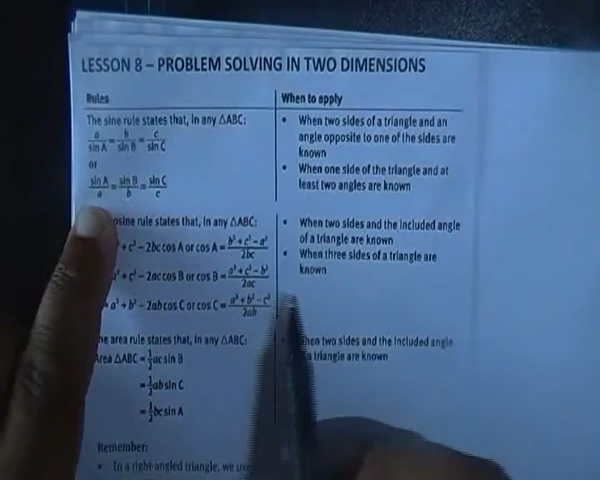 LESSON 8 – PROBLEM SOLVING IN TWO DIMENSIONS
Rules
When to apply
The sine rule states that, in any △ABC:
a/sin A = b/sin B = c/sin C
or
sin A/a = sin B/b = sin C/c
• When two sides of a triangle and an
angle opposite to one of the sides are
known
• When one side of the triangle and at
least two angles are known
osine rule states that, in any △ABC:
+ c² – 2bc cos A or cos A = b² + c² – a²/2bc
+ c² – 2ac cos B or cos B = a² + c² – b²/2ac
= a² + b² – 2ab cos C or cos C = a² + b² – c²/2ab
• When two sides and the included angle
of a triangle are known
• When three sides of a triangle are
known
he area rule states that, in any △ABC:
Area △ABC = ½ac sin B
= ½ab sin C
= ½bc sin A
When two sides and the included angle
a triangle are known
Remember:
• In a right-angled triangle, we use